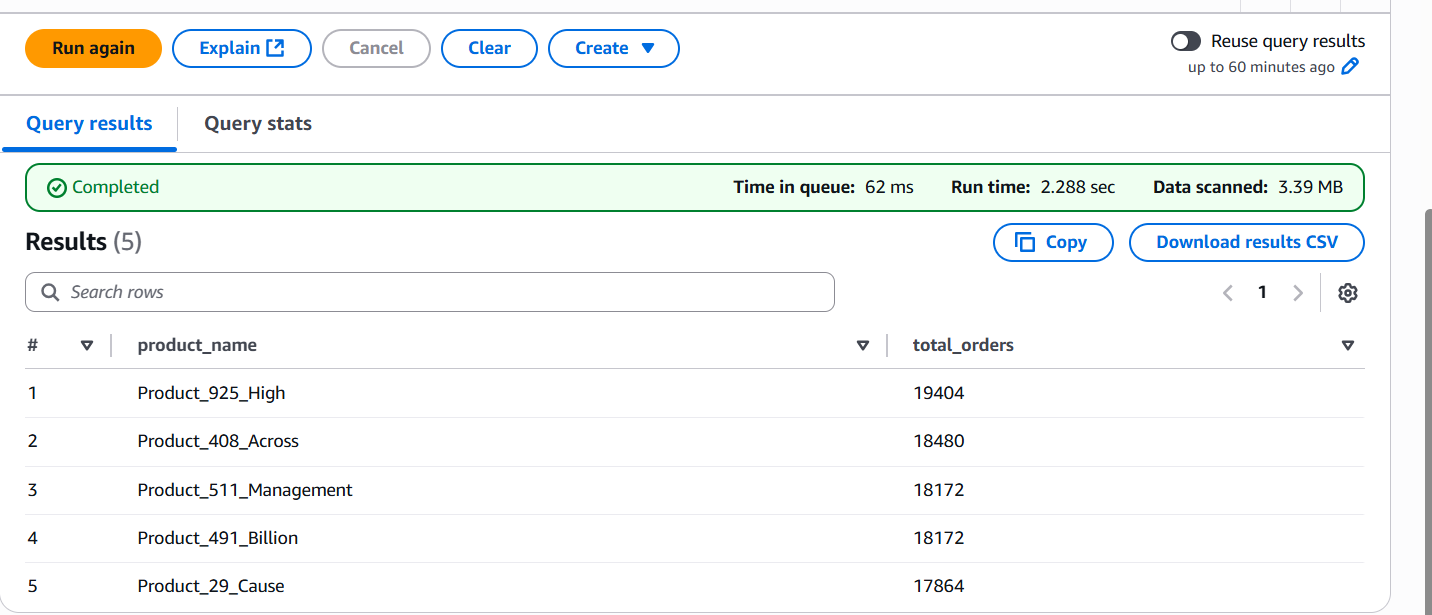 Run again Explain Cancel Clear Create Reuse query results
up to 60 minutes ago
Query results Query stats
Completed Time in queue: 62 ms Run time: 2.288 sec Data scanned: 3.39 MB
Results (5) Copy Download results CSV
Search rows 1
# product_name total_orders
1 Product_925_High 19404
2 Product_408_Across 18480
3 Product_511_Management 18172
4 Product_491_Billion 18172
5 Product_29_Cause 17864